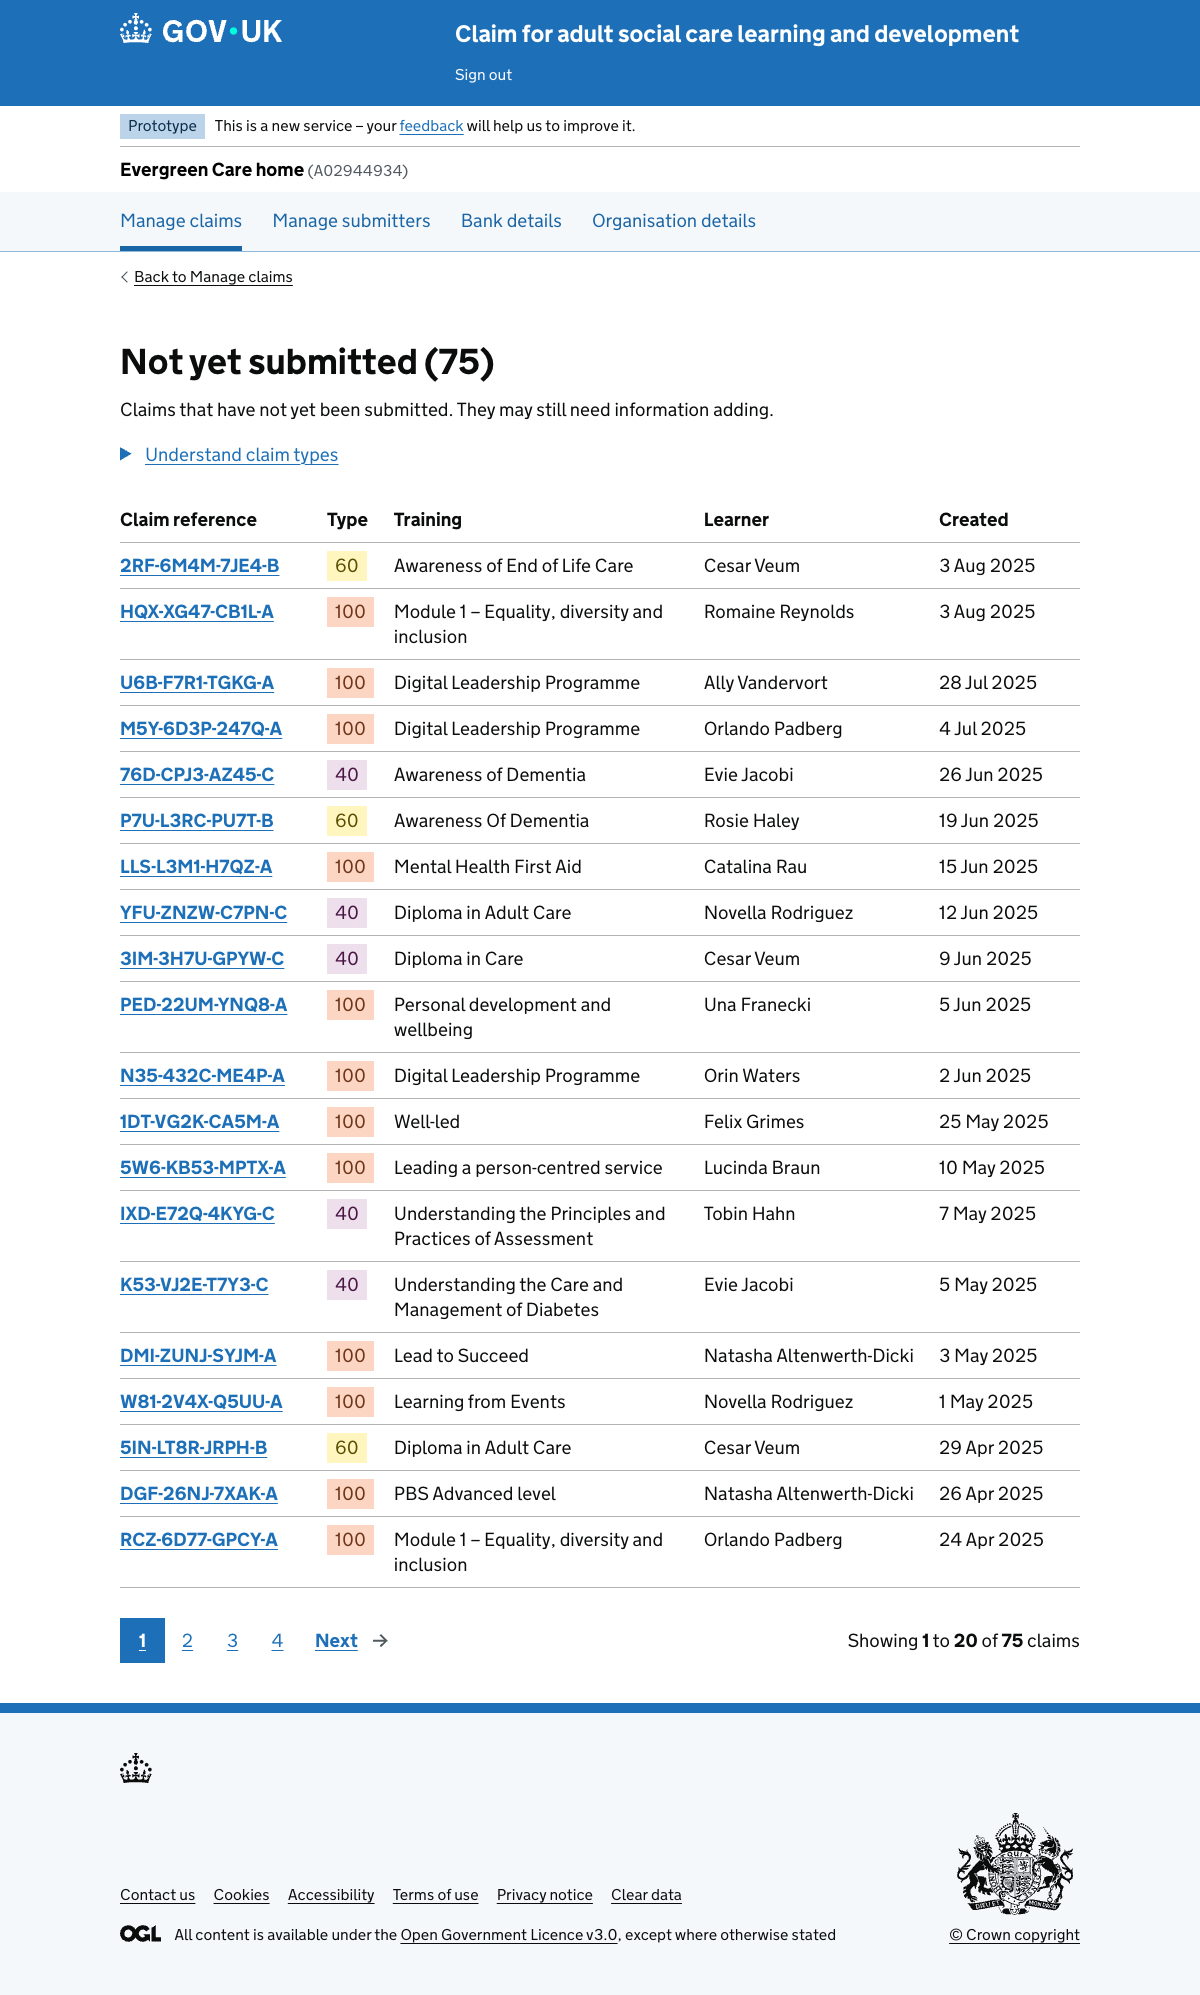 GOV·UK
Claim for adult social care learning and development
Sign out
Prototype This is a new service – your feedback will help us to improve it.
Evergreen Care home (A02944934)
Manage claims Manage submitters Bank details Organisation details
Back to Manage claims
Not yet submitted (75)
Claims that have not yet been submitted. They may still need information adding.
Understand claim types
Claim reference Type Training Learner Created
2RF-6M4M-7JE4-B 60 Awareness of End of Life Care Cesar Veum 3 Aug 2025
HQX-XG47-CB1L-A 100 Module 1 – Equality, diversity and Romaine Reynolds 3 Aug 2025
inclusion
U6B-F7R1-TGKG-A 100 Digital Leadership Programme Ally Vandervort 28 Jul 2025
M5Y-6D3P-247Q-A 100 Digital Leadership Programme Orlando Padberg 4 Jul 2025
76D-CPJ3-AZ45-C 40 Awareness of Dementia Evie Jacobi 26 Jun 2025
P7U-L3RC-PU7T-B 60 Awareness Of Dementia Rosie Haley 19 Jun 2025
LLS-L3M1-H7QZ-A 100 Mental Health First Aid Catalina Rau 15 Jun 2025
YFU-ZNZW-C7PN-C 40 Diploma in Adult Care Novella Rodriguez 12 Jun 2025
3IM-3H7U-GPYW-C 40 Diploma in Care Cesar Veum 9 Jun 2025
PED-22UM-YNQ8-A 100 Personal development and Una Franecki 5 Jun 2025
wellbeing
N35-432C-ME4P-A 100 Digital Leadership Programme Orin Waters 2 Jun 2025
1DT-VG2K-CA5M-A 100 Well-led Felix Grimes 25 May 2025
5W6-KB53-MPTX-A 100 Leading a person-centred service Lucinda Braun 10 May 2025
IXD-E72Q-4KYG-C 40 Understanding the Principles and Tobin Hahn 7 May 2025
Practices of Assessment
K53-VJ2E-T7Y3-C 40 Understanding the Care and Evie Jacobi 5 May 2025
Management of Diabetes
DMI-ZUNJ-SYJM-A 100 Lead to Succeed Natasha Altenwerth-Dicki 3 May 2025
W81-2V4X-Q5UU-A 100 Learning from Events Novella Rodriguez 1 May 2025
5IN-LT8R-JRPH-B 60 Diploma in Adult Care Cesar Veum 29 Apr 2025
DGF-26NJ-7XAK-A 100 PBS Advanced level Natasha Altenwerth-Dicki 26 Apr 2025
RCZ-6D77-GPCY-A 100 Module 1 – Equality, diversity and Orlando Padberg 24 Apr 2025
inclusion
1 2 3 4 Next → Showing 1 to 20 of 75 claims
Contact us Cookies Accessibility Terms of use Privacy notice Clear data
OGL All content is available under the Open Government Licence v3.0, except where otherwise stated
© Crown copyright